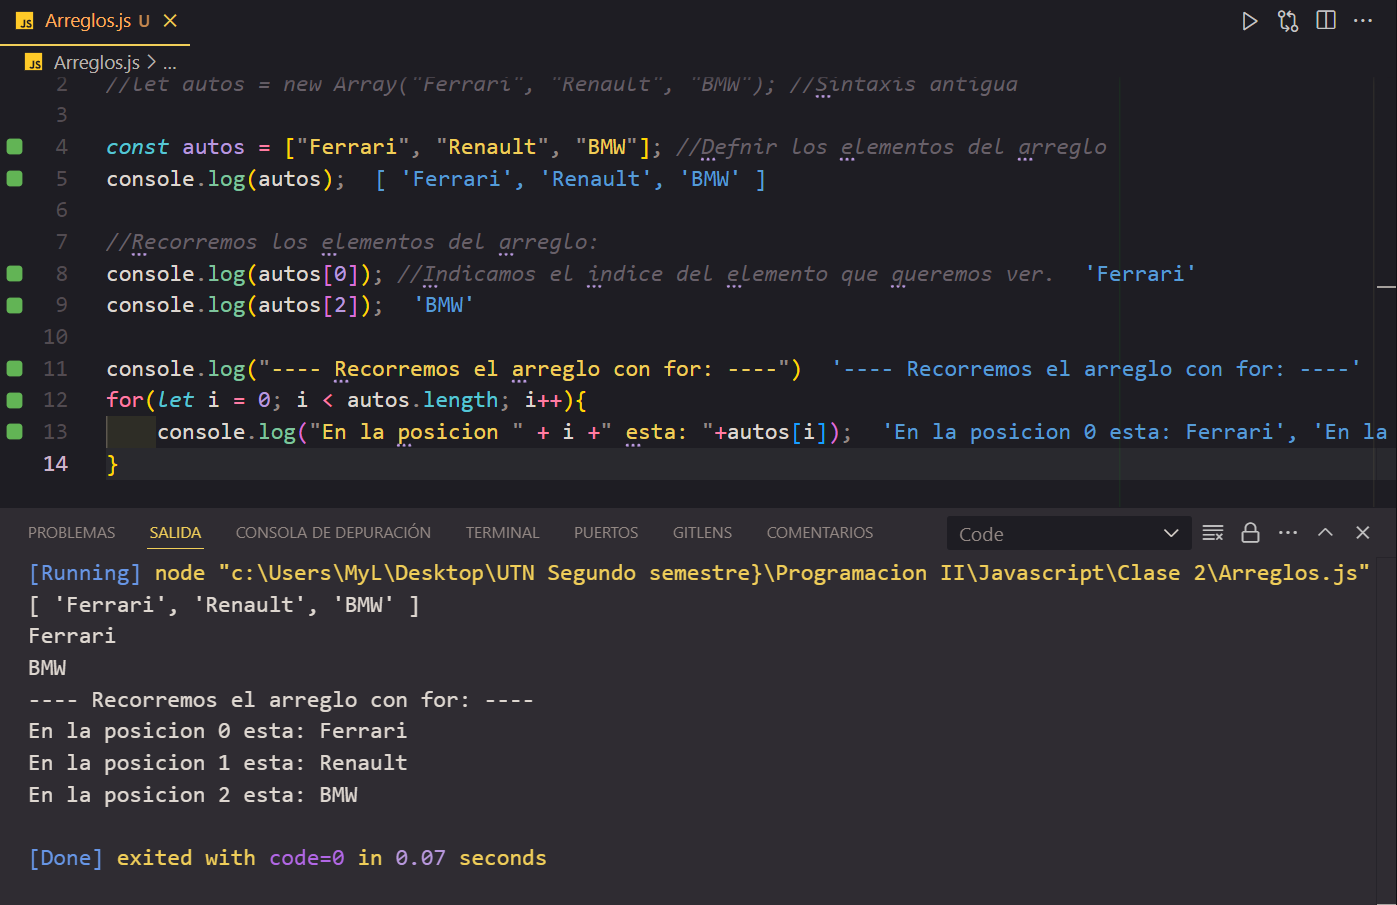 JS Arreglos.js U
JS Arreglos.js > ...
2 //let autos = new Array("Ferrari", "Renault", "BMW"); //Sintaxis antigua
3
4 const autos = ["Ferrari", "Renault", "BMW"]; //Defnir los elementos del arreglo
5 console.log(autos); [ 'Ferrari', 'Renault', 'BMW' ]
6
7 //Recorremos los elementos del arreglo:
8 console.log(autos[0]); //Indicamos el indice del elemento que queremos ver. 'Ferrari'
9 console.log(autos[2]); 'BMW'
10
11 console.log("---- Recorremos el arreglo con for: ----") '---- Recorremos el arreglo con for: ----'
12 for(let i = 0; i < autos.length; i++){
13 console.log("En la posicion " + i +" esta: "+autos[i]); 'En la posicion 0 esta: Ferrari', 'En la
14 }
PROBLEMAS SALIDA CONSOLA DE DEPURACIÓN TERMINAL PUERTOS GITLENS COMENTARIOS Code
[Running] node "c:\Users\MyL\Desktop\UTN Segundo semestre}\Programacion II\Javascript\Clase 2\Arreglos.js"
[ 'Ferrari', 'Renault', 'BMW' ]
Ferrari
BMW
---- Recorremos el arreglo con for: ----
En la posicion 0 esta: Ferrari
En la posicion 1 esta: Renault
En la posicion 2 esta: BMW
[Done] exited with code=0 in 0.07 seconds